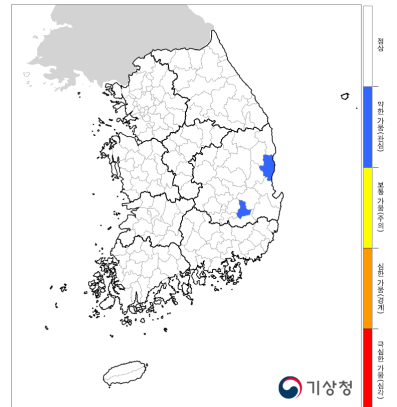 정상
약한 가뭄(관심)
보통 가뭄(주의)
심한 가뭄(경계)
극심한 가뭄(심각)
기상청